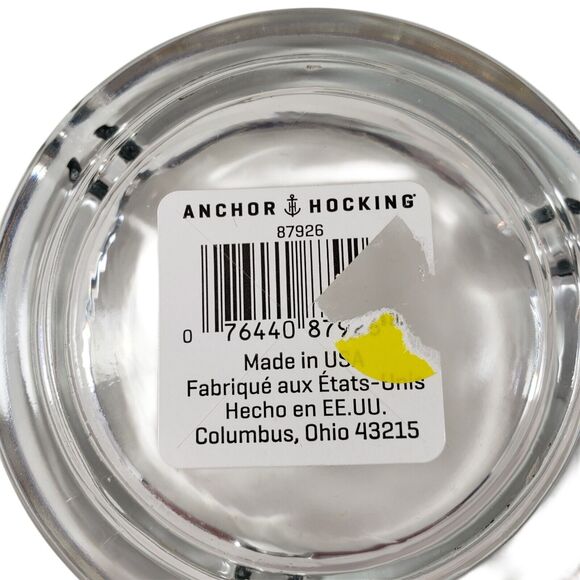 ANCHOR HOCKING
87926
0 76440 879
Made in USA
Fabriqué aux États-Unis
Hecho en EE.UU.
Columbus, Ohio 43215